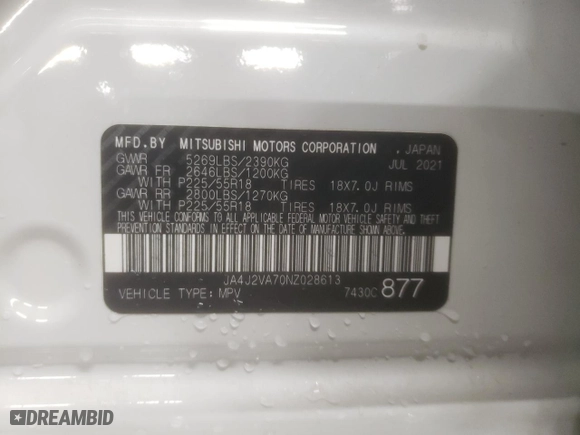 MFD.BY MITSUBISHI MOTORS CORPORATION . JAPAN
GVWR 5269LBS/2390KG JUL 2021
GAWR FR 2646LBS/1200KG
WITH P225/55R18 TIRES 18X7.0J RIMS
GAWR RR 2800LBS/1270KG
WITH P225/55R18 TIRES 18X7.0J RIMS
THIS VEHICLE CONFORMS TO ALL APPLICABLE FEDERAL MOTOR VEHICLE SAFETY AND THEFT
PREVENTION STANDARDS IN EFFECT ON THE DATE OF MANUFACTURE SHOWN ABOVE.
JA4J2VA70NZ028613
VEHICLE TYPE: MPV 7430C 877
DREAMBID